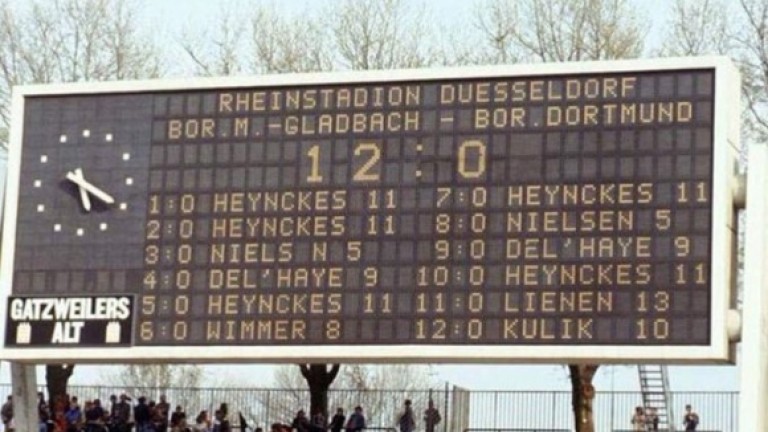 RHEINSTADION DUESSELDORF
BOR.M.-GLADBACH - BOR.DORTMUND
12:0
1:0 HEYNCKES 11 7:0 HEYNCKES 11
2:0 HEYNCKES 11 8:0 NIELSEN 5
3:0 NIELS N 5 9:0 DEL'HAYE 9
4:0 DEL'HAYE 9 10:0 HEYNCKES 11
5:0 HEYNCKES 11 11:0 LIENEN 13
6:0 WIMMER 8 12:0 KULIK 10
GATZWEILERS
ALT